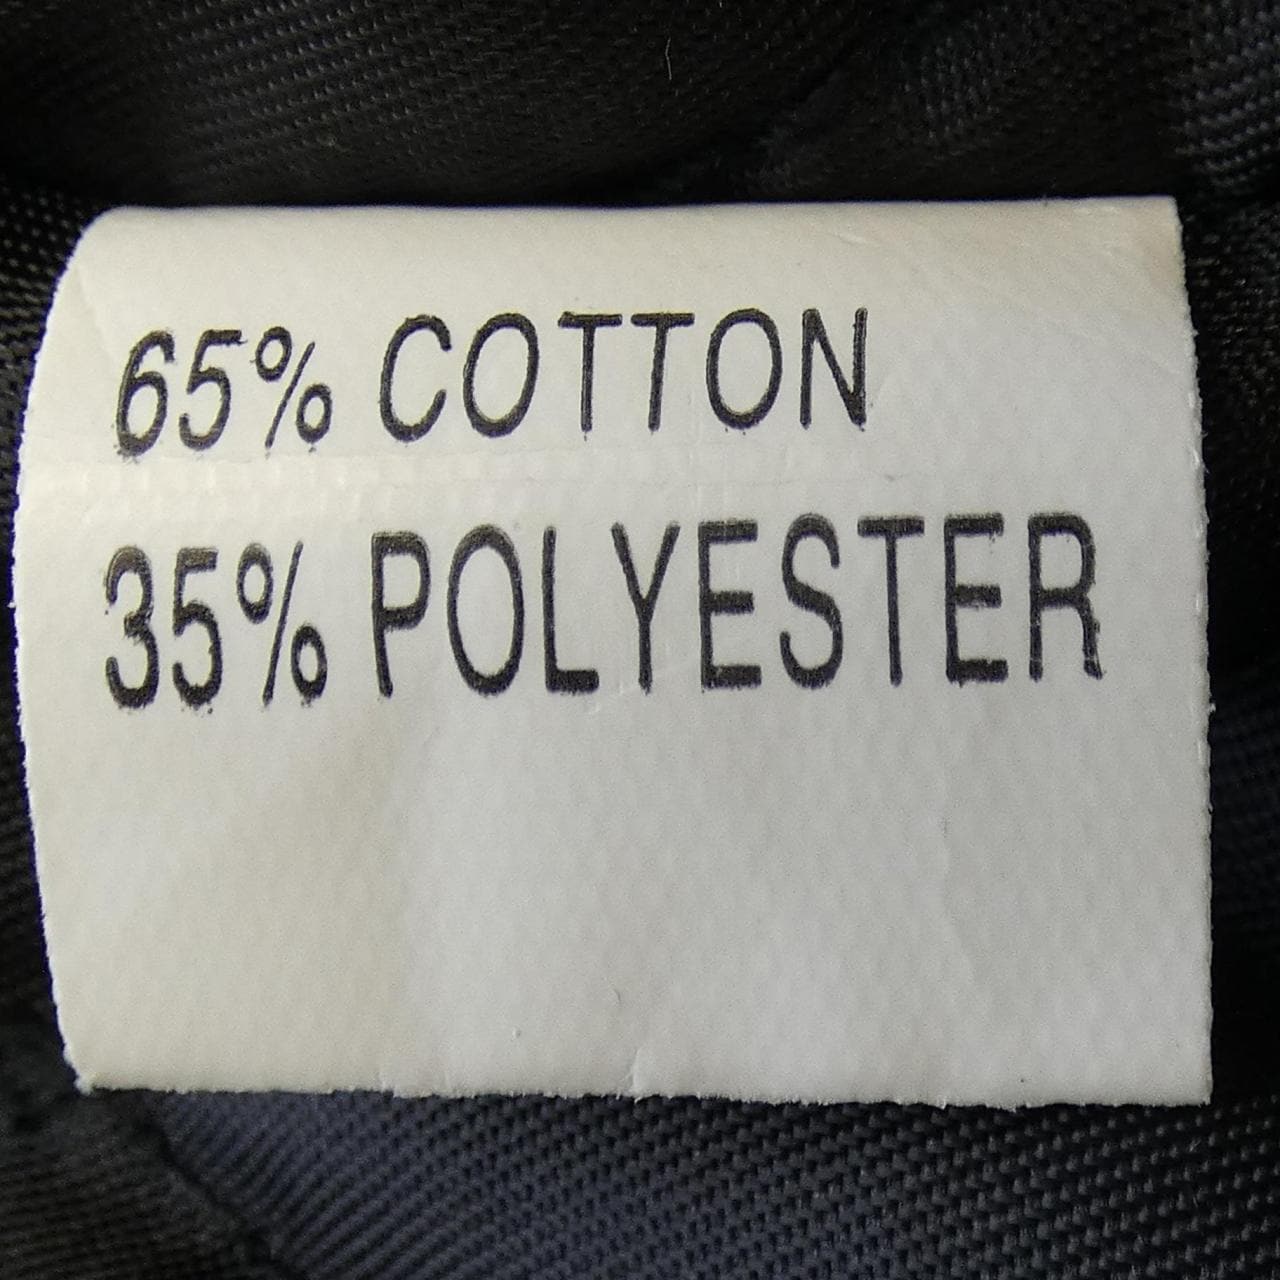 65% COTTON
35% POLYESTER